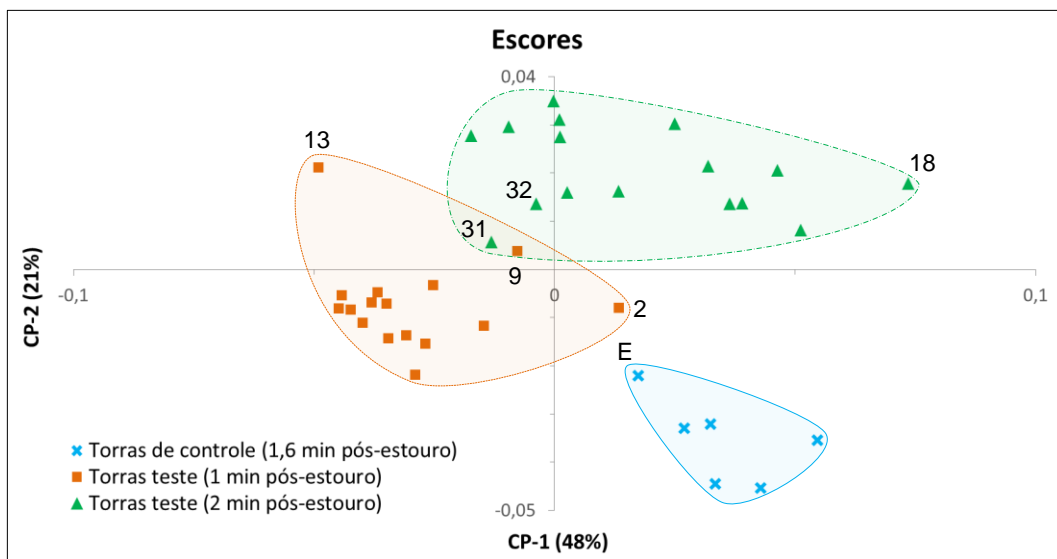 Escores
0,04
13
18
32
31
9
-0,1
0
0,1
2
E
CP-2 (21%)
Torras de controle (1,6 min pós-estouro)
Torras teste (1 min pós-estouro)
Torras teste (2 min pós-estouro)
-0,05
CP-1 (48%)